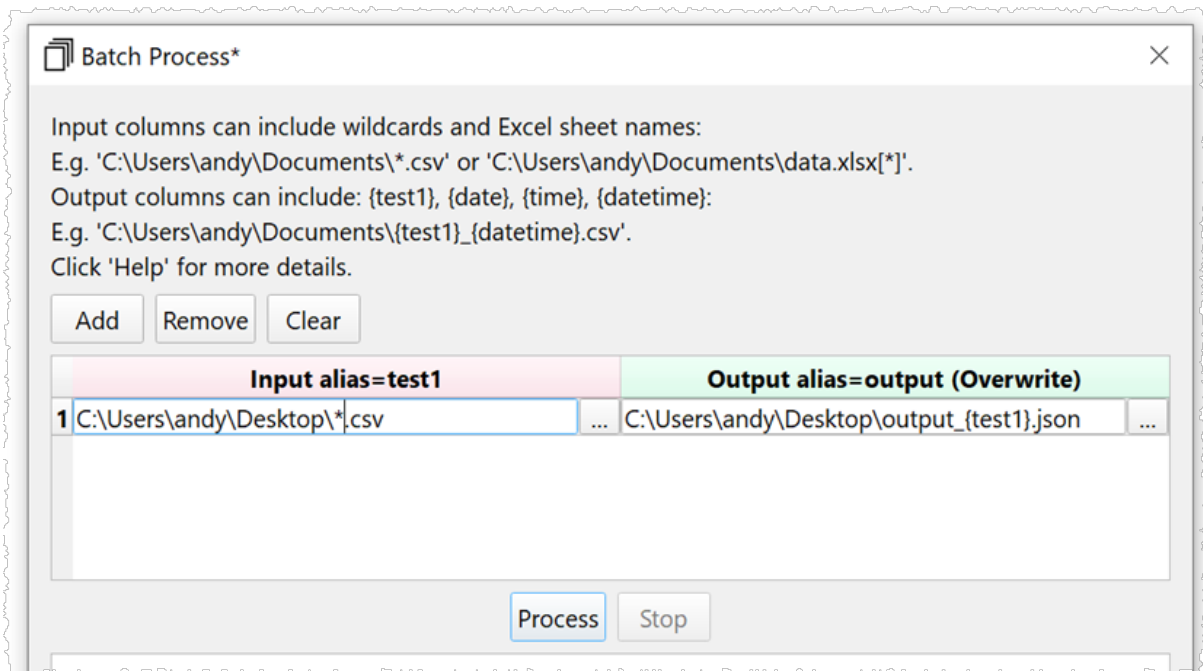 Batch Process*
Input columns can include wildcards and Excel sheet names:
E.g. 'C:\Users\andy\Documents\*.csv' or 'C:\Users\andy\Documents\data.xlsx[*]'.
Output columns can include: {test1}, {date}, {time}, {datetime}:
E.g. 'C:\Users\andy\Documents\{test1}_{datetime}.csv'.
Click 'Help' for more details.
Add Remove Clear
Input alias=test1 Output alias=output (Overwrite)
1 C:\Users\andy\Desktop\*.csv ... C:\Users\andy\Desktop\output_{test1}.json ...
Process Stop